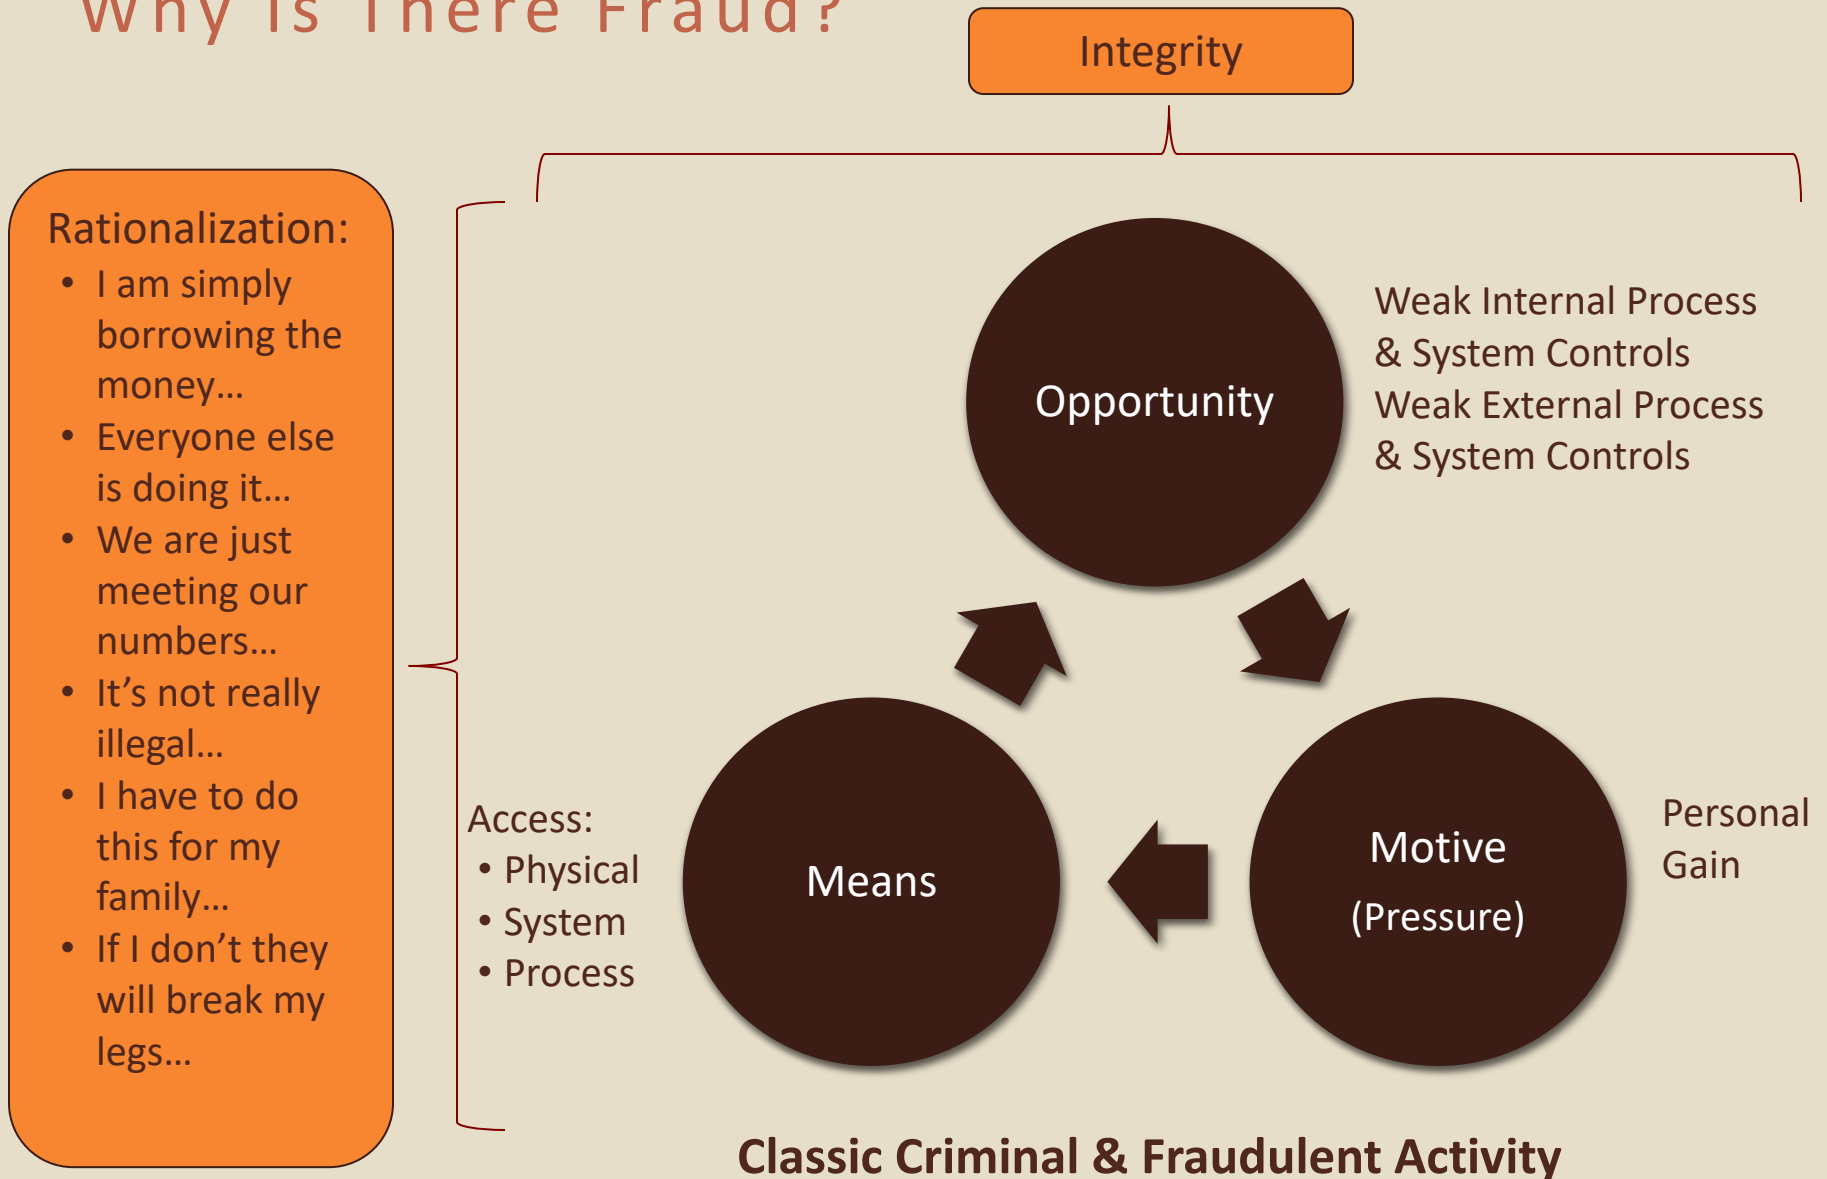 Why Is There Fraud?
Integrity
Rationalization:
• I am simply
borrowing the
money…
• Everyone else
is doing it…
• We are just
meeting our
numbers…
• It’s not really
illegal…
• I have to do
this for my
family…
• If I don’t they
will break my
legs…
Opportunity
Weak Internal Process
& System Controls
Weak External Process
& System Controls
Access:
• Physical
• System
• Process
Means
Motive
(Pressure)
Personal
Gain
Classic Criminal & Fraudulent Activity